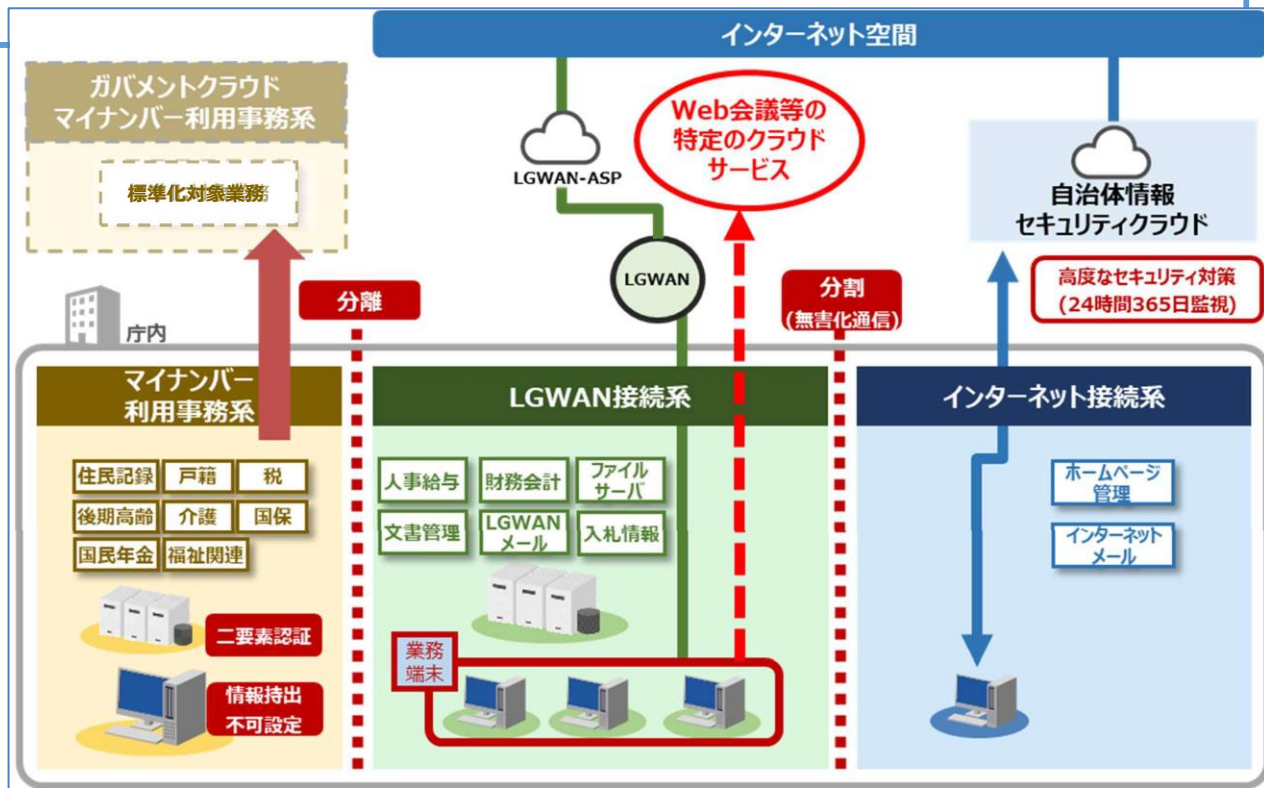 インターネット空間
ガバメントクラウド
マイナンバー利用事務系
標準化対象業務
LGWAN-ASP
Web会議等の
特定のクラウド
サービス
自治体情報
セキュリティクラウド
LGWAN
高度なセキュリティ対策
(24時間365日監視)
分離
分割
(無害化通信)
庁内
マイナンバー
利用事務系
住民記録
戸籍
税
後期高齢
介護
国保
国民年金
福祉関連
二要素認証
情報持出
不可設定
LGWAN接続系
人事給与
財務会計
ファイル
サーバ
文書管理
LGWAN
メール
入札情報
業務
端末
インターネット接続系
ホームページ
管理
インターネット
メール